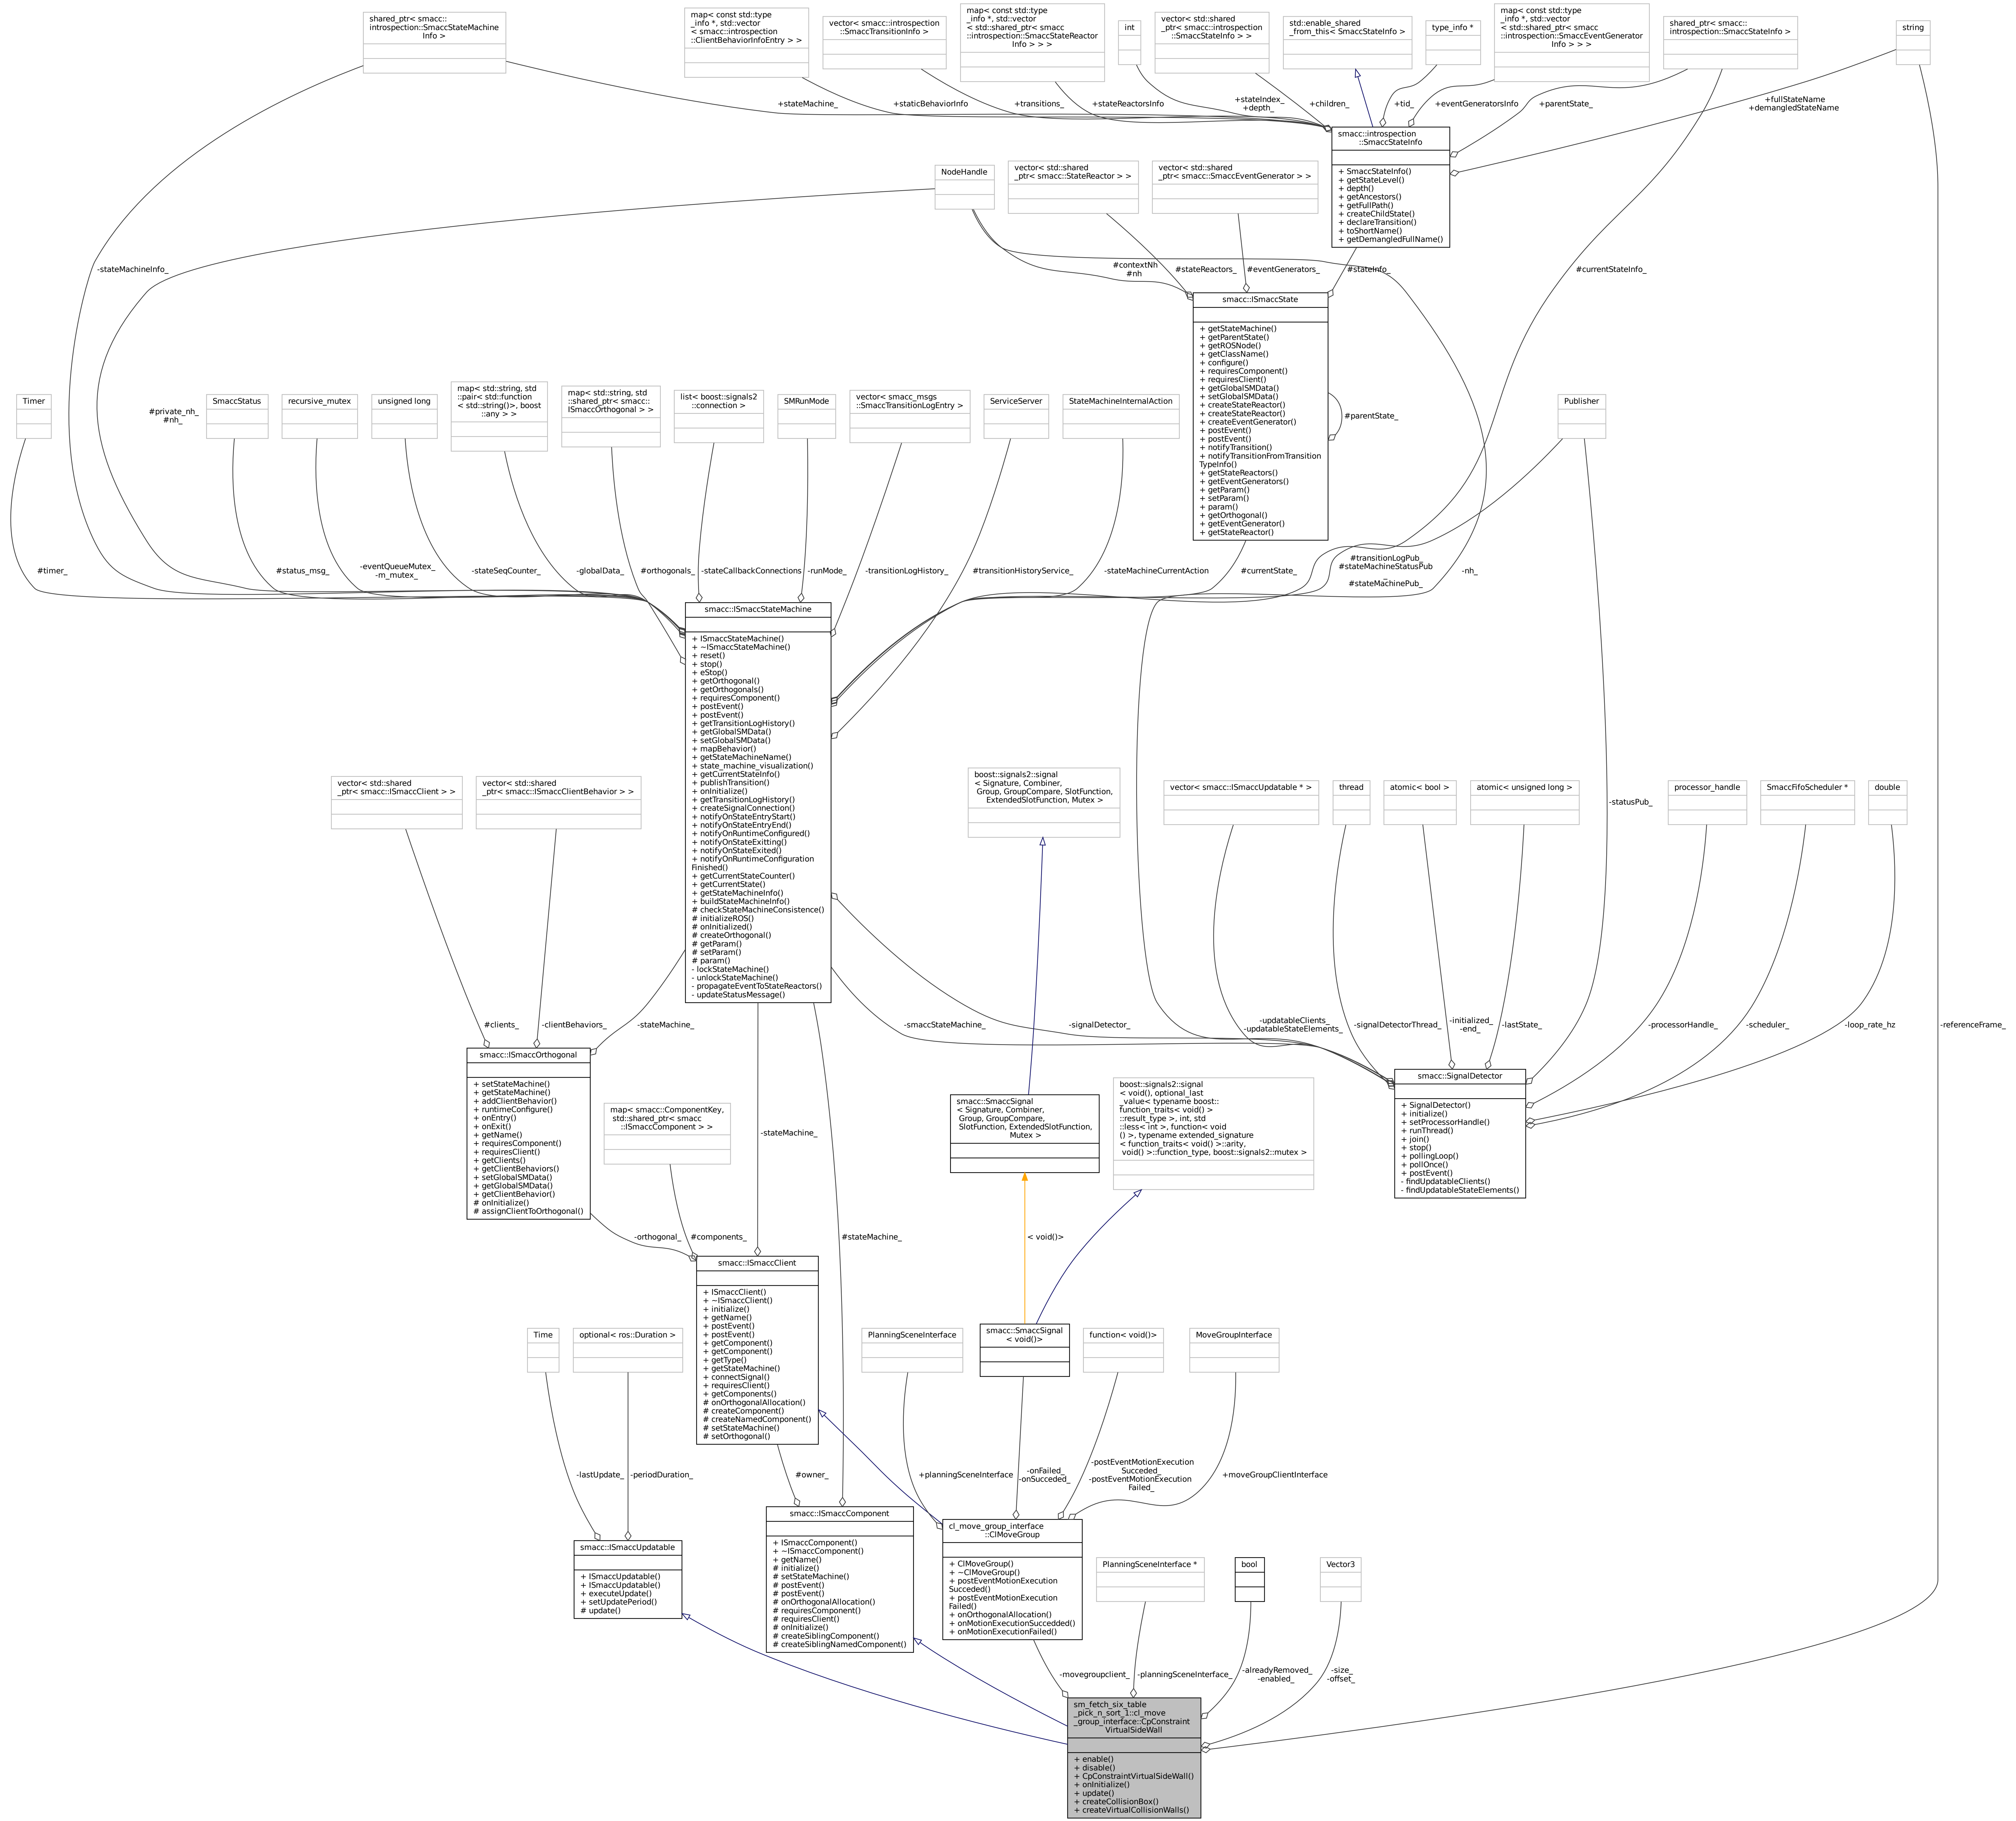 shared_ptr< smacc::
introspection::SmaccStateMachine
Info >
map< const std::type
_info *, std::vector
< smacc::introspection
::ClientBehaviorInfoEntry > >
vector< smacc::introspection
::SmaccTransitionInfo >
map< const std::type
_info *, std::vector
< std::shared_ptr< smacc
::introspection::SmaccStateReactor
Info > > >
int
vector< std::shared
_ptr< smacc::introspection
::SmaccStateInfo > >
std::enable_shared
_from_this< SmaccStateInfo >
type_info *
map< const std::type
_info *, std::vector
< std::shared_ptr< smacc
::introspection::SmaccEventGenerator
Info > > >
shared_ptr< smacc::
introspection::SmaccStateInfo >
string
+stateMachine_
+staticBehaviorInfo
+transitions_
+stateReactorsInfo
+stateIndex_
+depth_
+children_
+tid_
+eventGeneratorsInfo
+parentState_
+fullStateName
+demangledStateName
smacc::introspection
::SmaccStateInfo
+ SmaccStateInfo()
+ getStateLevel()
+ depth()
+ getAncestors()
+ getFullPath()
+ createChildState()
+ declareTransition()
+ toShortName()
+ getDemangledFullName()
NodeHandle
vector< std::shared
_ptr< smacc::StateReactor > >
vector< std::shared
_ptr< smacc::SmaccEventGenerator > >
-stateMachineInfo_
#contextNh
#nh
#stateReactors_
#eventGenerators_
#stateInfo_
#currentStateInfo_
smacc::ISmaccState
+ getStateMachine()
+ getParentState()
+ getROSNode()
+ getClassName()
+ configure()
+ requiresComponent()
+ requiresClient()
+ getGlobalSMData()
+ setGlobalSMData()
+ createStateReactor()
+ createStateReactor()
+ createEventGenerator()
+ postEvent()
+ postEvent()
+ notifyTransition()
+ notifyTransitionFromTransition
TypeInfo()
+ getStateReactors()
+ getEventGenerators()
+ getParam()
+ setParam()
+ param()
+ getOrthogonal()
+ getEventGenerator()
+ getStateReactor()
#parentState_
Timer
#private_nh_
#nh_
SmaccStatus
recursive_mutex
unsigned long
map< std::string, std
::pair< std::function
< std::string()>, boost
::any > >
map< std::string, std
::shared_ptr< smacc::
ISmaccOrthogonal > >
list< boost::signals2
::connection >
SMRunMode
vector< smacc_msgs
::SmaccTransitionLogEntry >
ServiceServer
StateMachineInternalAction
Publisher
#timer_
#status_msg_
-eventQueueMutex_
-m_mutex_
-stateSeqCounter_
-globalData_
#orthogonals_
-stateCallbackConnections
-runMode_
-transitionLogHistory_
#transitionHistoryService_
-stateMachineCurrentAction
#currentState_
#transitionLogPub_
#stateMachineStatusPub
_
#stateMachinePub_
-nh_
smacc::ISmaccStateMachine
+ ISmaccStateMachine()
+ ~ISmaccStateMachine()
+ reset()
+ stop()
+ eStop()
+ getOrthogonal()
+ getOrthogonals()
+ requiresComponent()
+ postEvent()
+ postEvent()
+ getTransitionLogHistory()
+ getGlobalSMData()
+ setGlobalSMData()
+ mapBehavior()
+ getStateMachineName()
+ state_machine_visualization()
+ getCurrentStateInfo()
+ publishTransition()
+ onInitialize()
+ getTransitionLogHistory()
+ createSignalConnection()
+ notifyOnStateEntryStart()
+ notifyOnStateEntryEnd()
+ notifyOnRuntimeConfigured()
+ notifyOnStateExitting()
+ notifyOnStateExited()
+ notifyOnRuntimeConfiguration
Finished()
+ getCurrentStateCounter()
+ getCurrentState()
+ getStateMachineInfo()
+ buildStateMachineInfo()
# checkStateMachineConsistence()
# initializeROS()
# onInitialized()
# createOrthogonal()
# getParam()
# setParam()
# param()
- lockStateMachine()
- unlockStateMachine()
- propagateEventToStateReactors()
- updateStatusMessage()
vector< std::shared
_ptr< smacc::ISmaccClient > >
vector< std::shared
_ptr< smacc::ISmaccClientBehavior > >
boost::signals2::signal
< Signature, Combiner,
Group, GroupCompare, SlotFunction,
ExtendedSlotFunction, Mutex >
vector< smacc::ISmaccUpdatable * >
thread
atomic< bool >
atomic< unsigned long >
-statusPub_
processor_handle
SmaccFifoScheduler *
double
#clients_
-clientBehaviors_
-stateMachine_
-smaccStateMachine_
-signalDetector_
-updatableClients_
-updatableStateElements_
-signalDetectorThread_
-initialized_
-end_
-lastState_
-processorHandle_
-scheduler_
-loop_rate_hz
-referenceFrame_
smacc::ISmaccOrthogonal
+ setStateMachine()
+ getStateMachine()
+ addClientBehavior()
+ runtimeConfigure()
+ onEntry()
+ onExit()
+ getName()
+ requiresComponent()
+ requiresClient()
+ getClients()
+ getClientBehaviors()
+ setGlobalSMData()
+ getGlobalSMData()
+ getClientBehavior()
# onInitialize()
# assignClientToOrthogonal()
map< smacc::ComponentKey,
std::shared_ptr< smacc
::ISmaccComponent > >
-stateMachine_
smacc::SmaccSignal
< Signature, Combiner,
Group, GroupCompare,
SlotFunction, ExtendedSlotFunction,
Mutex >
boost::signals2::signal
< void(), optional_last
_value< typename boost::
function_traits< void() >
::result_type >, int, std
::less< int >, function< void
() >, typename extended_signature
< function_traits< void() >::arity,
void() >::function_type, boost::signals2::mutex >
smacc::SignalDetector
+ SignalDetector()
+ initialize()
+ setProcessorHandle()
+ runThread()
+ join()
+ stop()
+ pollingLoop()
+ pollOnce()
+ postEvent()
- findUpdatableClients()
- findUpdatableStateElements()
-orthogonal_
#components_
#stateMachine_
< void()>
smacc::ISmaccClient
+ ISmaccClient()
+ ~ISmaccClient()
+ initialize()
+ getName()
+ postEvent()
+ postEvent()
+ getComponent()
+ getComponent()
+ getType()
+ getStateMachine()
+ connectSignal()
+ requiresClient()
+ getComponents()
# onOrthogonalAllocation()
# createComponent()
# createNamedComponent()
# setStateMachine()
# setOrthogonal()
Time
optional< ros::Duration >
PlanningSceneInterface
smacc::SmaccSignal
< void()>
function< void()>
MoveGroupInterface
-lastUpdate_
-periodDuration_
#owner_
+planningSceneInterface
-onFailed_
-onSucceded_
-postEventMotionExecution
Succeded_
-postEventMotionExecution
Failed_
+moveGroupClientInterface
smacc::ISmaccUpdatable
+ ISmaccUpdatable()
+ ISmaccUpdatable()
+ executeUpdate()
+ setUpdatePeriod()
# update()
smacc::ISmaccComponent
+ ISmaccComponent()
+ ~ISmaccComponent()
+ getName()
# initialize()
# setStateMachine()
# postEvent()
# postEvent()
# onOrthogonalAllocation()
# requiresComponent()
# requiresClient()
# onInitialize()
# createSiblingComponent()
# createSiblingNamedComponent()
cl_move_group_interface
::ClMoveGroup
+ ClMoveGroup()
+ ~ClMoveGroup()
+ postEventMotionExecution
Succeded()
+ postEventMotionExecution
Failed()
+ onOrthogonalAllocation()
+ onMotionExecutionSuccedded()
+ onMotionExecutionFailed()
PlanningSceneInterface *
bool
Vector3
-movegroupclient_
-planningSceneInterface_
-alreadyRemoved_
-enabled_
-size_
-offset_
sm_fetch_six_table
_pick_n_sort_1::cl_move
_group_interface::CpConstraint
VirtualSideWall
+ enable()
+ disable()
+ CpConstraintVirtualSideWall()
+ onInitialize()
+ update()
+ createCollisionBox()
+ createVirtualCollisionWalls()